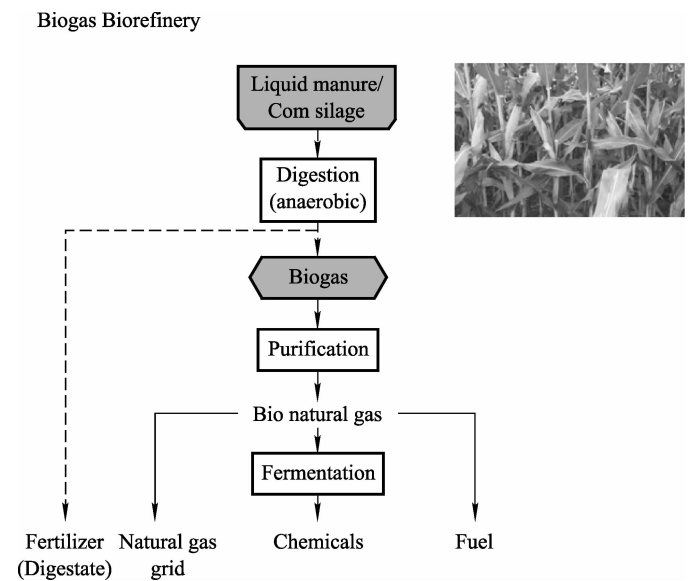 Biogas Biorefinery
Liquid manure/
Com silage
Digestion
(anaerobic)
Biogas
Purification
Bio natural gas
Fermentation
Fertilizer
(Digestate)
Natural gas
grid
Chemicals
Fuel